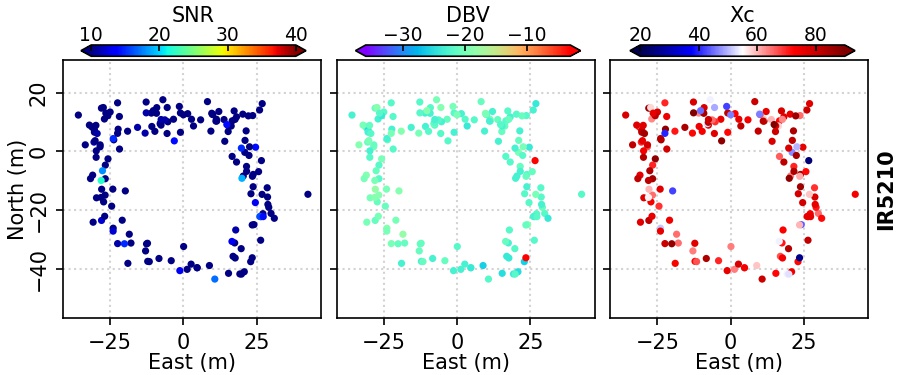 SNR DBV Xc
10 20 30 40 −30 −20 −10 20 40 60 80
20
0
−20
−40
North (m)
−25 0 25 −25 0 25 −25 0 25
East (m) East (m) East (m)
IR5210